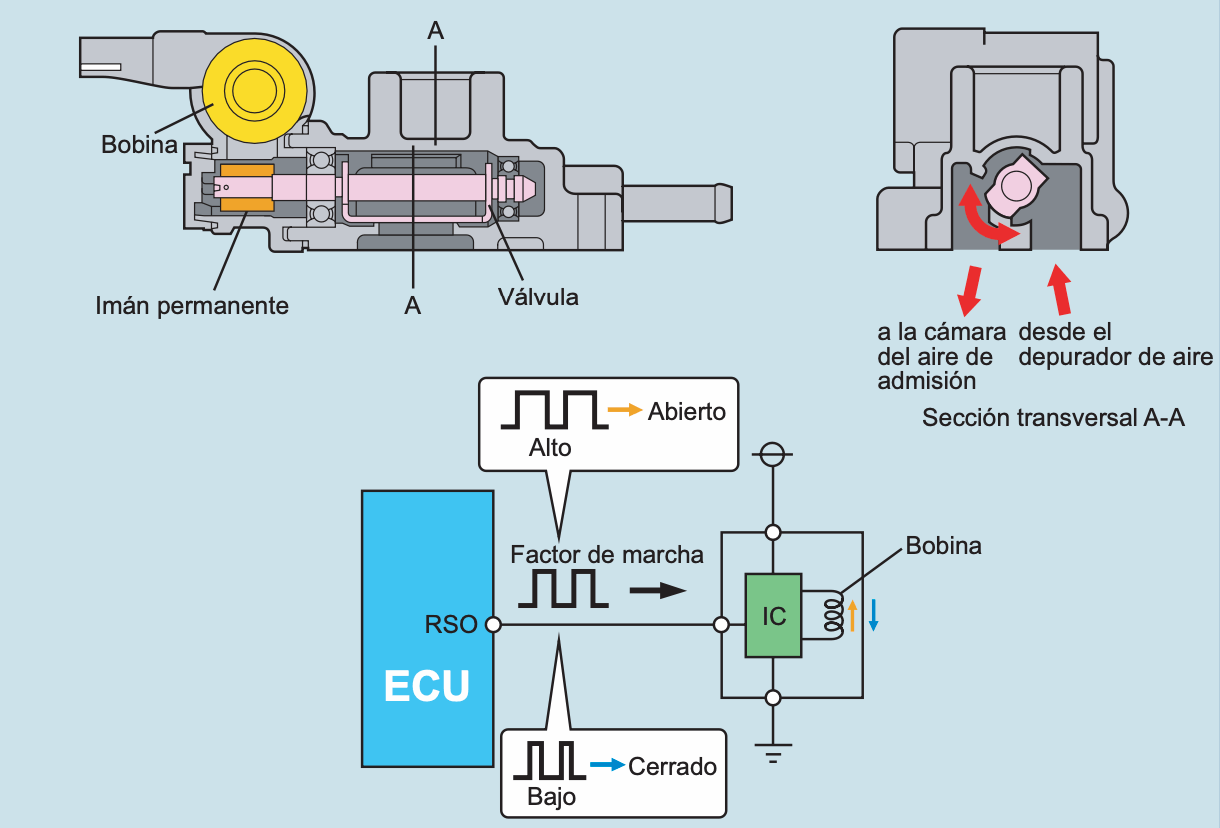 A
Bobina
Imán permanente
A
Válvula
a la cámara
del aire de
admisión
desde el
depurador de aire
Sección transversal A-A
Abierto
Alto
Factor de marcha
Bobina
RSO
IC
ECU
Cerrado
Bajo